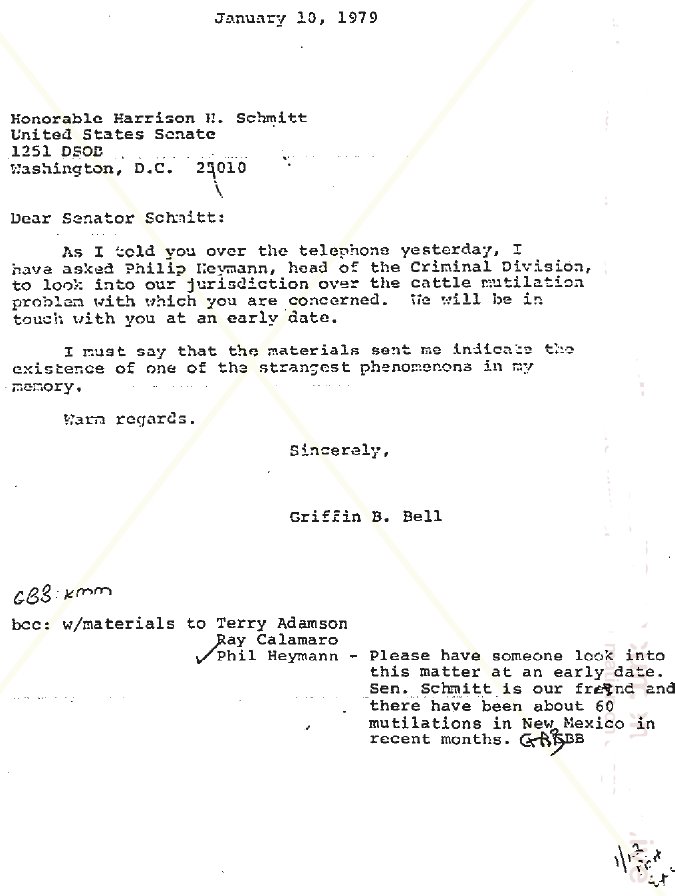 January 10, 1979
Honorable Harrison H. Schmitt
United States Senate
1251 DSOB
Washington, D.C. 25010
Dear Senator Schmitt:
As I told you over the telephone yesterday, I
have asked Philip Heymann, head of the Criminal Division,
to look into our jurisdiction over the cattle mutilation
problem with which you are concerned. We will be in
touch with you at an early date.
I must say that the materials sent me indicate the
existence of one of the strangest phenomenons in my
memory.
Warm regards.
Sincerely,
Griffin B. Bell
GBB:kmm
bcc: w/materials to Terry Adamson
Ray Calamaro
Phil Heymann - Please have someone look into
this matter at an early date.
Sen. Schmitt is our friend and
there have been about 60
mutilations in New Mexico in
recent months. GBB
1/12